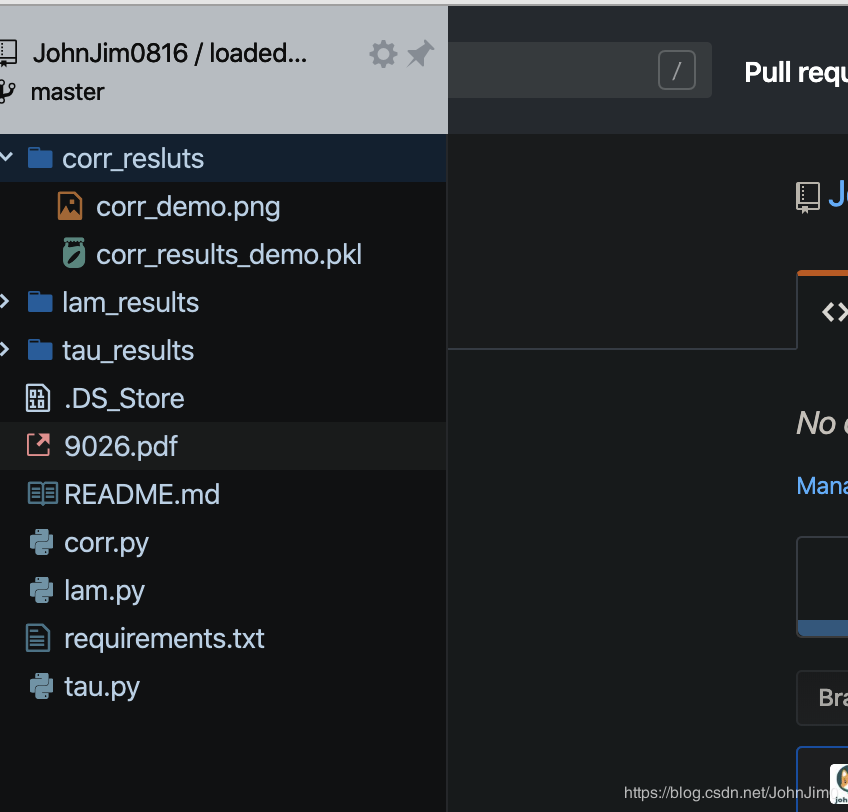 JohnJim0816 / loaded...
master
/
Pull requ
corr_resluts
corr_demo.png
corr_results_demo.pkl
lam_results
tau_results
.DS_Store
9026.pdf
README.md
corr.py
lam.py
requirements.txt
tau.py
<>
No
Mana
Bra
https://blog.csdn.net/JohnJim